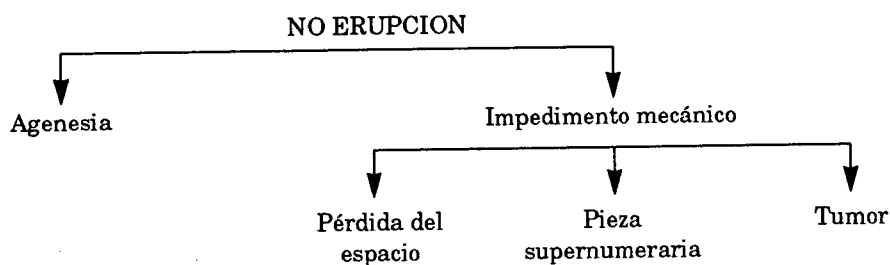 NO ERUPCION
Agenesia
Impedimento mecánico
Pérdida del
espacio
Pieza
supernumeraria
Tumor